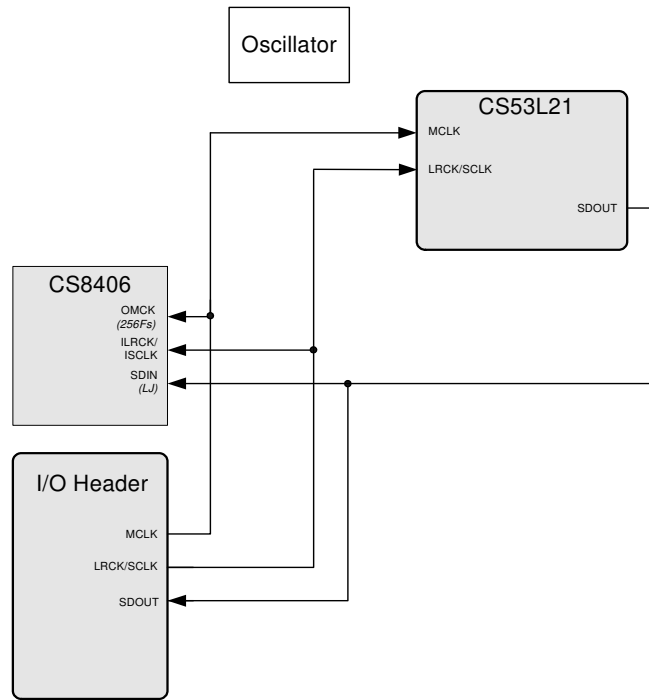 Oscillator
CS53L21
MCLK
LRCK/SCLK
SDOUT
CS8406
OMCK
(256Fs)
ILRCK/
ISCLK
SDIN
(LJ)
I/O Header
MCLK
LRCK/SCLK
SDOUT